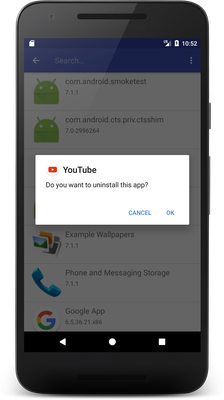 10:52
Search...
com.android.smoketest
7.1.1
com.android.cts.priv.ctsshim
7.0-2996264
YouTube
Do you want to uninstall this app?
CANCEL
OK
Example Wallpapers
7.1.1
Phone and Messaging Storage
7.1.1
Google App
6.5.36.21.x86